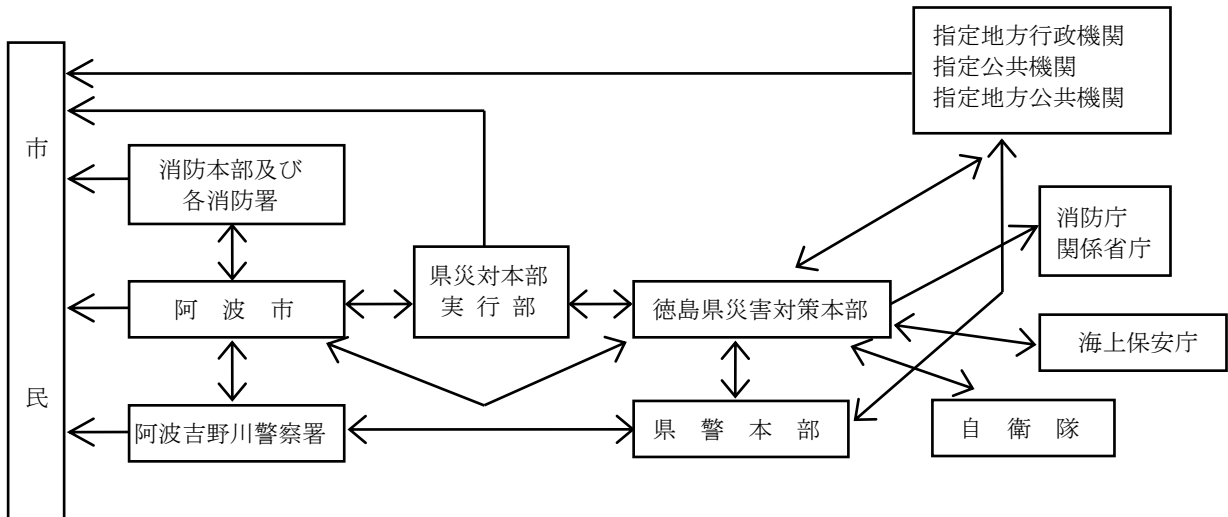 指定地方行政機関
指定公共機関
指定地方公共機関
市民
消防本部及び
各消防署
消防庁
関係省庁
県災対本部
実行部
阿波市
徳島県災害対策本部
海上保安庁
阿波吉野川警察署
県警本部
自衛隊